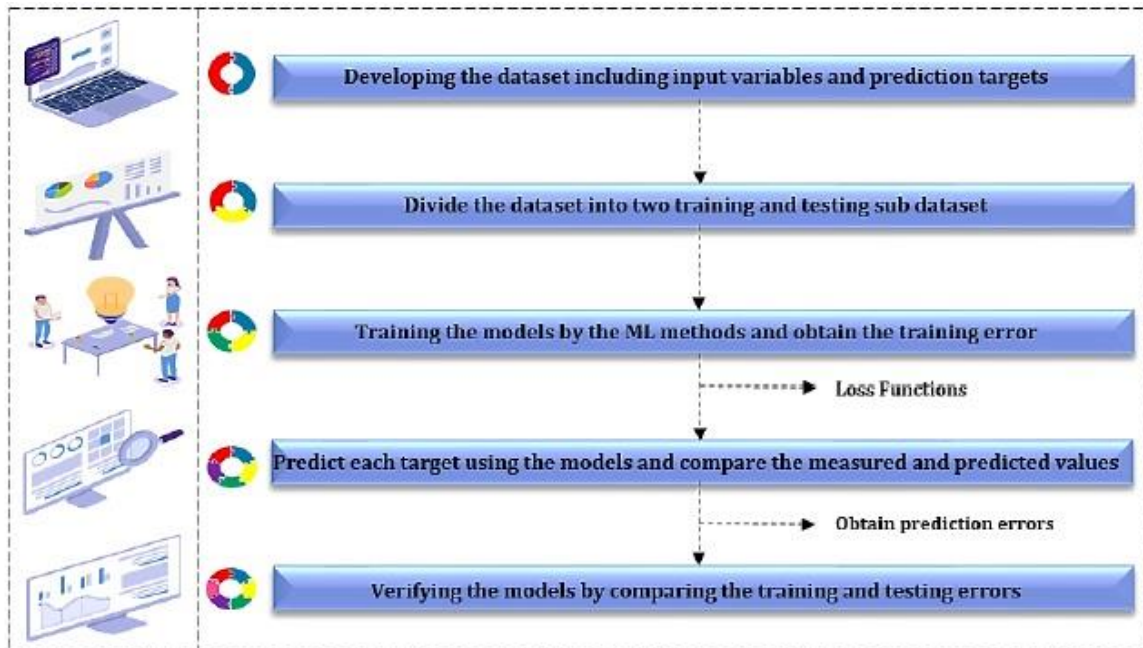 Developing the dataset including input variables and prediction targets
Divide the dataset into two training and testing sub dataset
Training the models by the ML methods and obtain the training error
Loss Functions
Predict each target using the models and compare the measured and predicted values
Obtain prediction errors
Verifying the models by comparing the training and testing errors